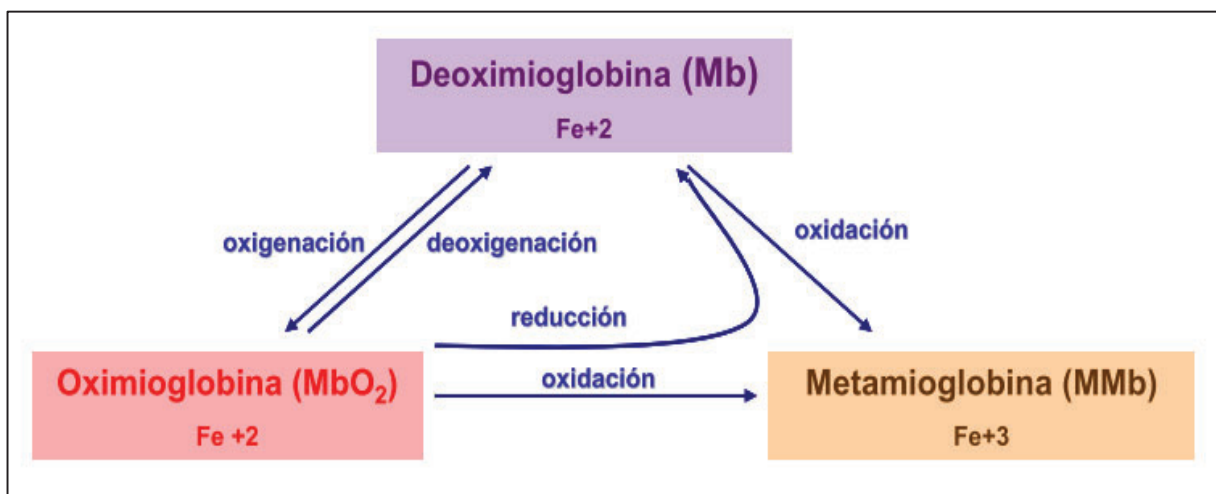 Deoximioglobina (Mb)
Fe+2
oxigenación
deoxigenación
oxidación
reducción
oxidación
Oximioglobina (MbO₂)
Fe +2
Metamioglobina (MMb)
Fe+3